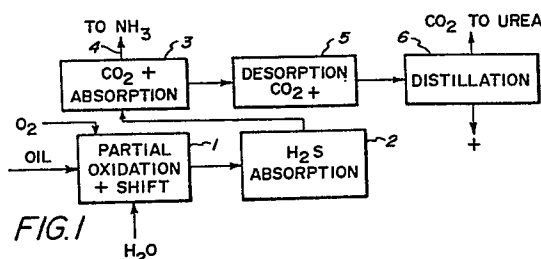 TO NH3
4
3
CO2 +
ABSORPTION
5
DESORPTION
CO2 +
CO2 TO UREA
6
DISTILLATION
+
O2
OIL
1
PARTIAL
OXIDATION
+ SHIFT
2
H2S
ABSORPTION
H2O
FIG. 1